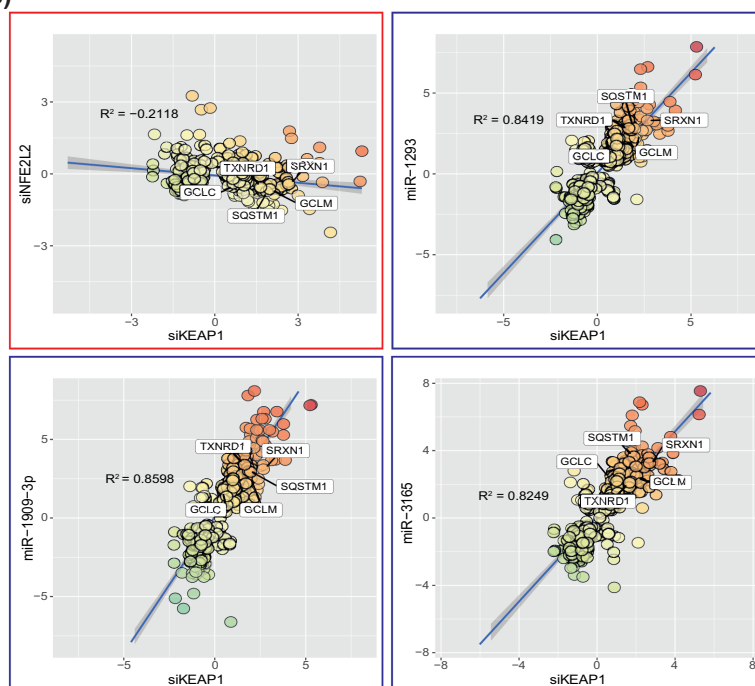 3
0
−3
−3
0
3
siNFE2L2
siKEAP1
R² = −0.2118
TXNRD1
SRXN1
GCLC
GCLM
SQSTM1
5
0
−5
−5
0
5
miR−1293
siKEAP1
R² = 0.8419
SQSTM1
TXNRD1
SRXN1
GCLC
GCLM
5
0
−5
−5
0
5
miR−1909−3p
siKEAP1
R² = 0.8598
TXNRD1
SRXN1
SQSTM1
GCLC
GCLM
8
4
0
−4
−8
−8
−4
0
4
8
miR−3165
siKEAP1
R² = 0.8249
SQSTM1
SRXN1
GCLC
GCLM
TXNRD1